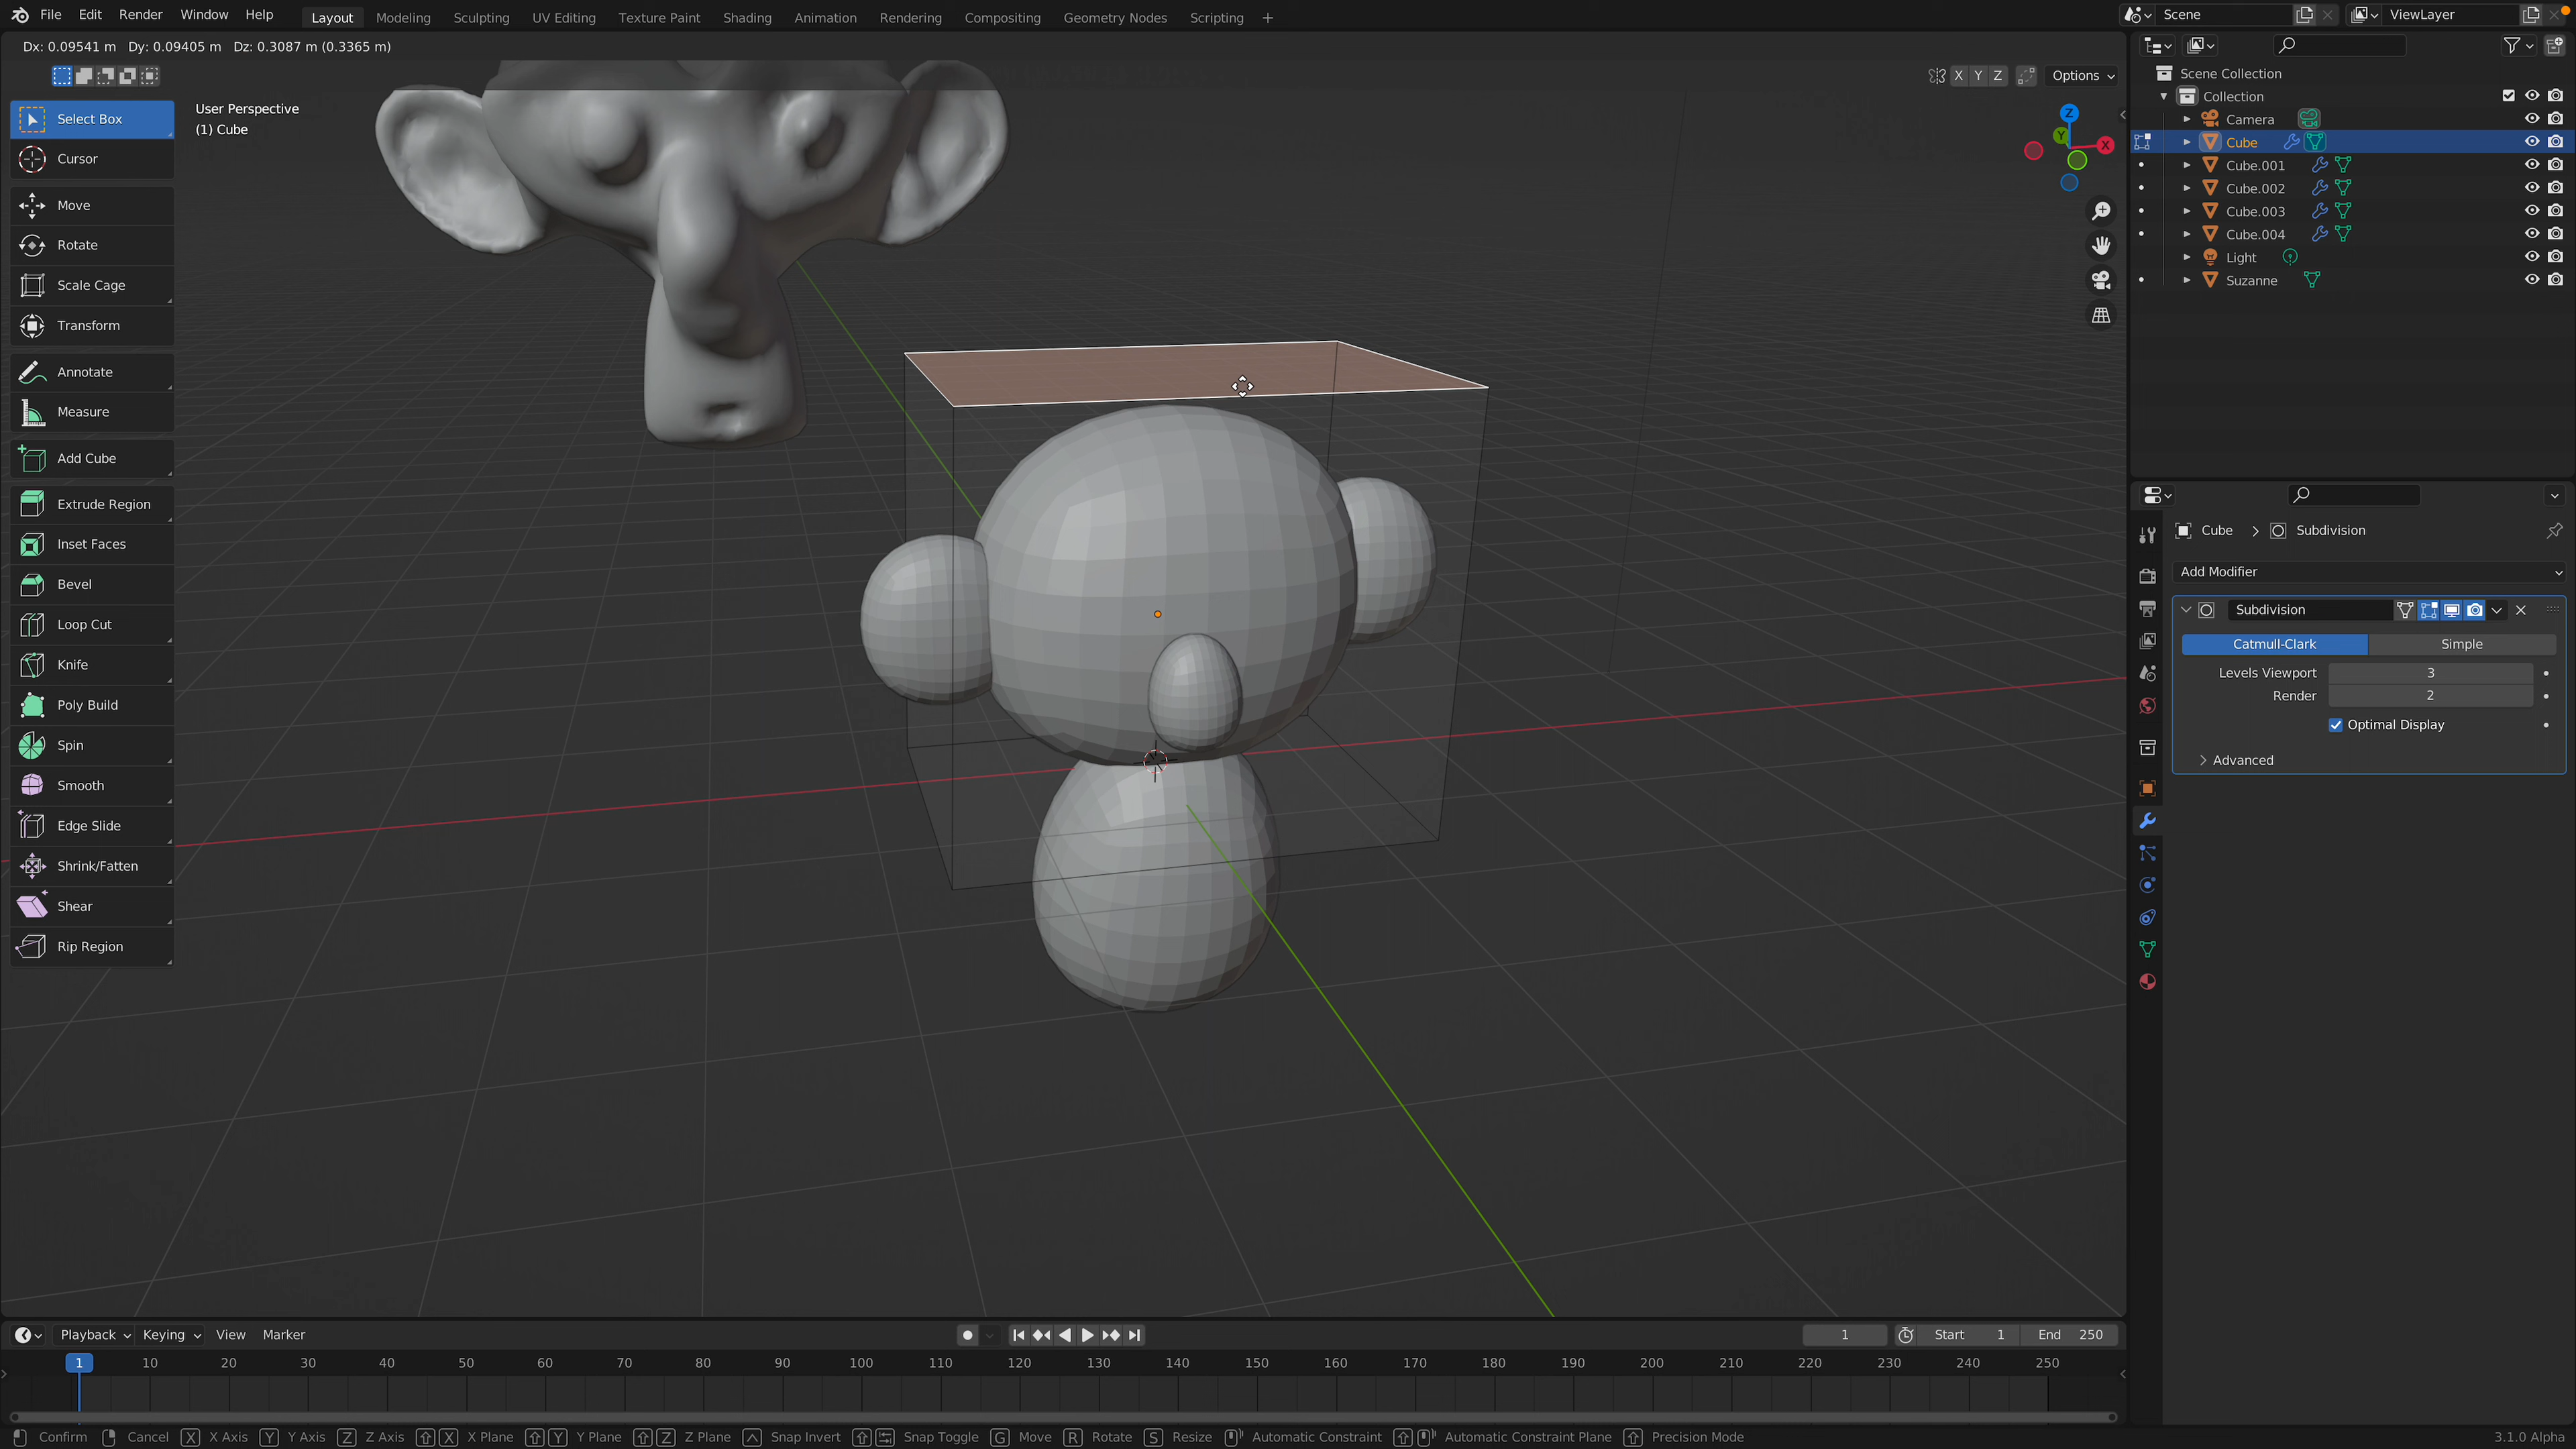 File Edit Render Window Help Layout Modeling Sculpting UV Editing Texture Paint Shading Animation Rendering Compositing Geometry Nodes Scripting + Scene ViewLayer
Dx: 0.09541 m Dy: 0.09405 m Dz: 0.3087 m (0.3365 m)
X Y Z Options
User Perspective
(1) Cube
Select Box
Cursor
Move
Rotate
Scale Cage
Transform
Annotate
Measure
Add Cube
Extrude Region
Inset Faces
Bevel
Loop Cut
Knife
Poly Build
Spin
Smooth
Edge Slide
Shrink/Fatten
Shear
Rip Region
Z
Y
X
Scene Collection
Collection
Camera
Cube
Cube.001
Cube.002
Cube.003
Cube.004
Light
Suzanne
Cube > Subdivision
Add Modifier
Subdivision
Catmull-Clark Simple
Levels Viewport 3
Render 2
Optimal Display
Advanced
Playback Keying View Marker 1 Start 1 End 250
1 10 20 30 40 50 60 70 80 90 100 110 120 130 140 150 160 170 180 190 200 210 220 230 240 250
Confirm Cancel X X Axis Y Y Axis Z Z Axis X X Plane Y Y Plane Z Z Plane Snap Invert Snap Toggle G Move R Rotate S Resize Automatic Constraint Automatic Constraint Plane Precision Mode 3.1.0 Alpha